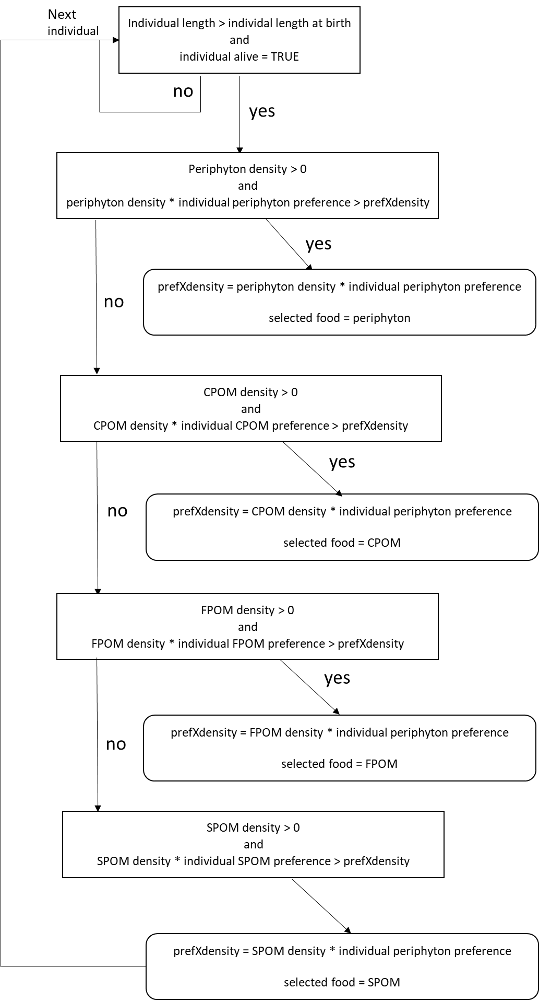 Next
individual
Individual length > individal length at birth
and
individual alive = TRUE
no
yes
Periphyton density > 0
and
periphyton density * individual periphyton preference > prefXdensity
yes
prefXdensity = periphyton density * individual periphyton preference
selected food = periphyton
no
CPOM density > 0
and
CPOM density * individual CPOM preference > prefXdensity
yes
prefXdensity = CPOM density * individual periphyton preference
selected food = CPOM
no
FPOM density > 0
and
FPOM density * individual FPOM preference > prefXdensity
yes
prefXdensity = FPOM density * individual periphyton preference
selected food = FPOM
no
SPOM density > 0
and
SPOM density * individual SPOM preference > prefXdensity
prefXdensity = SPOM density * individual periphyton preference
selected food = SPOM